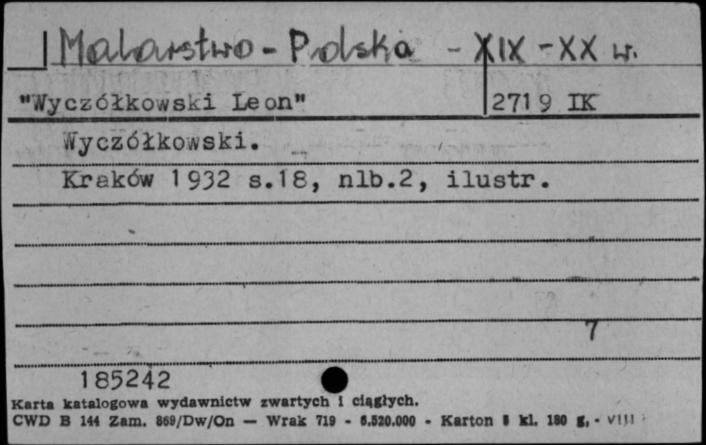 Malarstwo - Polska - XIX - XX w.
"Wyczółkowski Leon" 2719 IK
Wyczółkowski.
Kraków 1932 s.18, nlb.2, ilustr.
7
185242
Karta katalogowa wydawnictw zwartych i ciągłych.
CWD B 144 Zam. 869/Dw/On — Wrak 719 - 6.520.000 - Karton kl. 180 g, - VIII